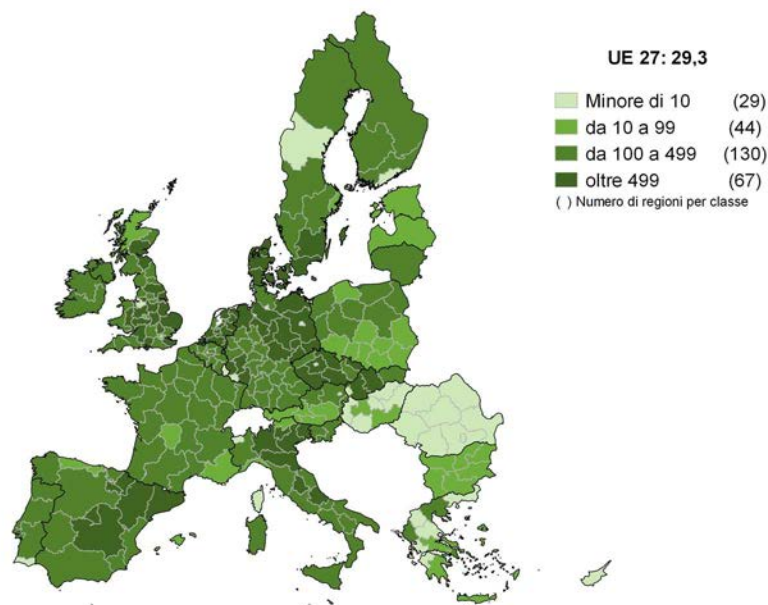 UE 27: 29,3
Minore di 10 (29)
da 10 a 99 (44)
da 100 a 499 (130)
oltre 499 (67)
( ) Numero di regioni per classe